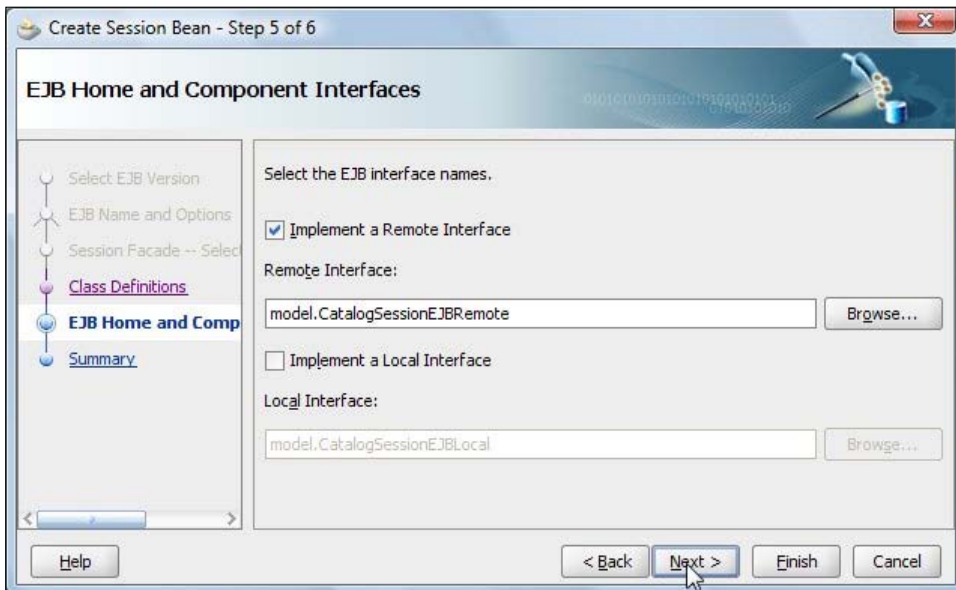 Create Session Bean - Step 5 of 6
EJB Home and Component Interfaces
Select EJB Version
EJB Name and Options
Session Facade -- Select
Class Definitions
EJB Home and Comp
Summary
Select the EJB interface names.
Implement a Remote Interface
Remote Interface:
model.CatalogSessionEJBRemote
Browse...
Implement a Local Interface
Local Interface:
model.CatalogSessionEJBLocal
Browse...
Help
< Back
Next >
Finish
Cancel